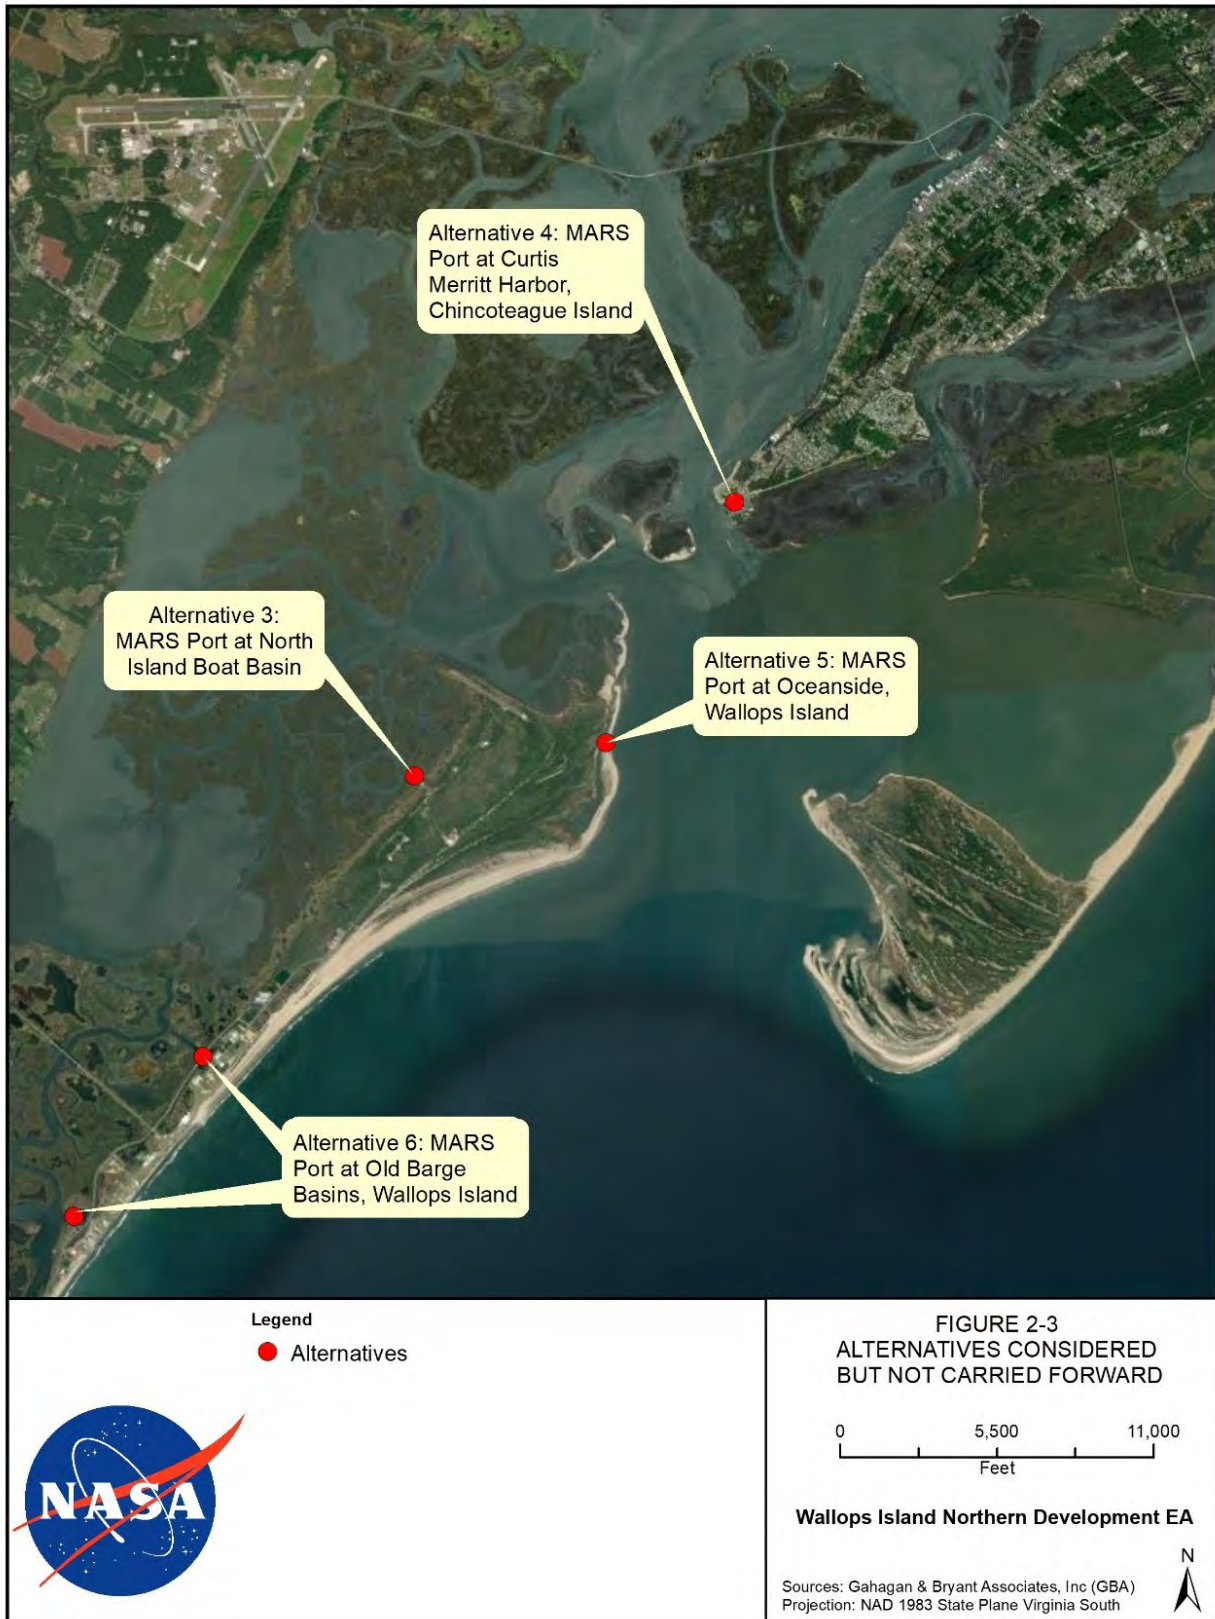 Alternative 4: MARS
Port at Curtis
Merritt Harbor,
Chincoteague Island
Alternative 3:
MARS Port at North
Island Boat Basin
Alternative 5: MARS
Port at Oceanside,
Wallops Island
Alternative 6: MARS
Port at Old Barge
Basins, Wallops Island
Legend
Alternatives
NASA
FIGURE 2-3
ALTERNATIVES CONSIDERED
BUT NOT CARRIED FORWARD
0 5,500 11,000
Feet
Wallops Island Northern Development EA
N
Sources: Gahagan & Bryant Associates, Inc (GBA)
Projection: NAD 1983 State Plane Virginia South